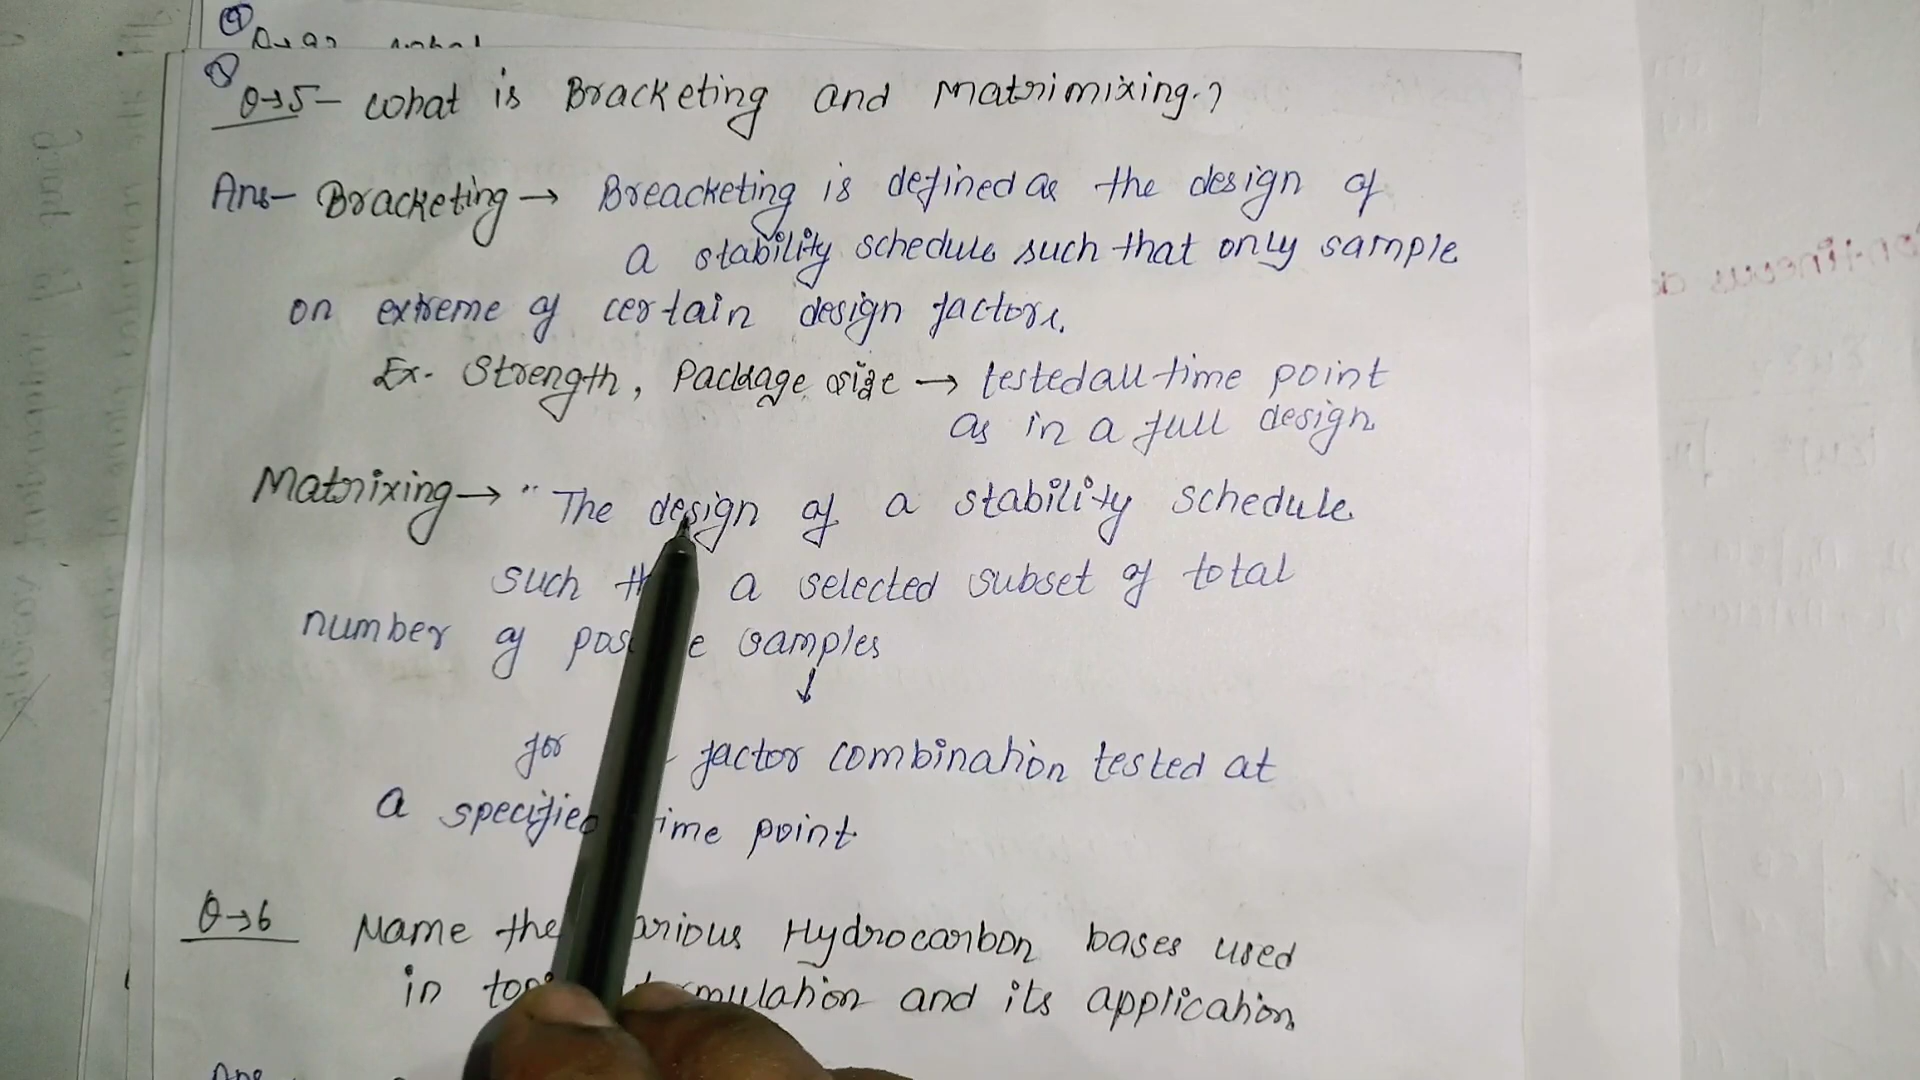 Q→5- What is Bracketing and Matrimixing.?
Ans- Bracketing → Breacketing is defined as the design of
a stability schedule such that only sample
on extreme of certain design factors.
Ex. Strength, Package size → tested all time point
as in a full design
Matrixing → " The design of a stability schedule
such a selected subset of total
number of samples
↓
for factor combination tested at
a specified time point
Q→6 Name the various Hydrocarbon bases used
in formulation and its application
Ans